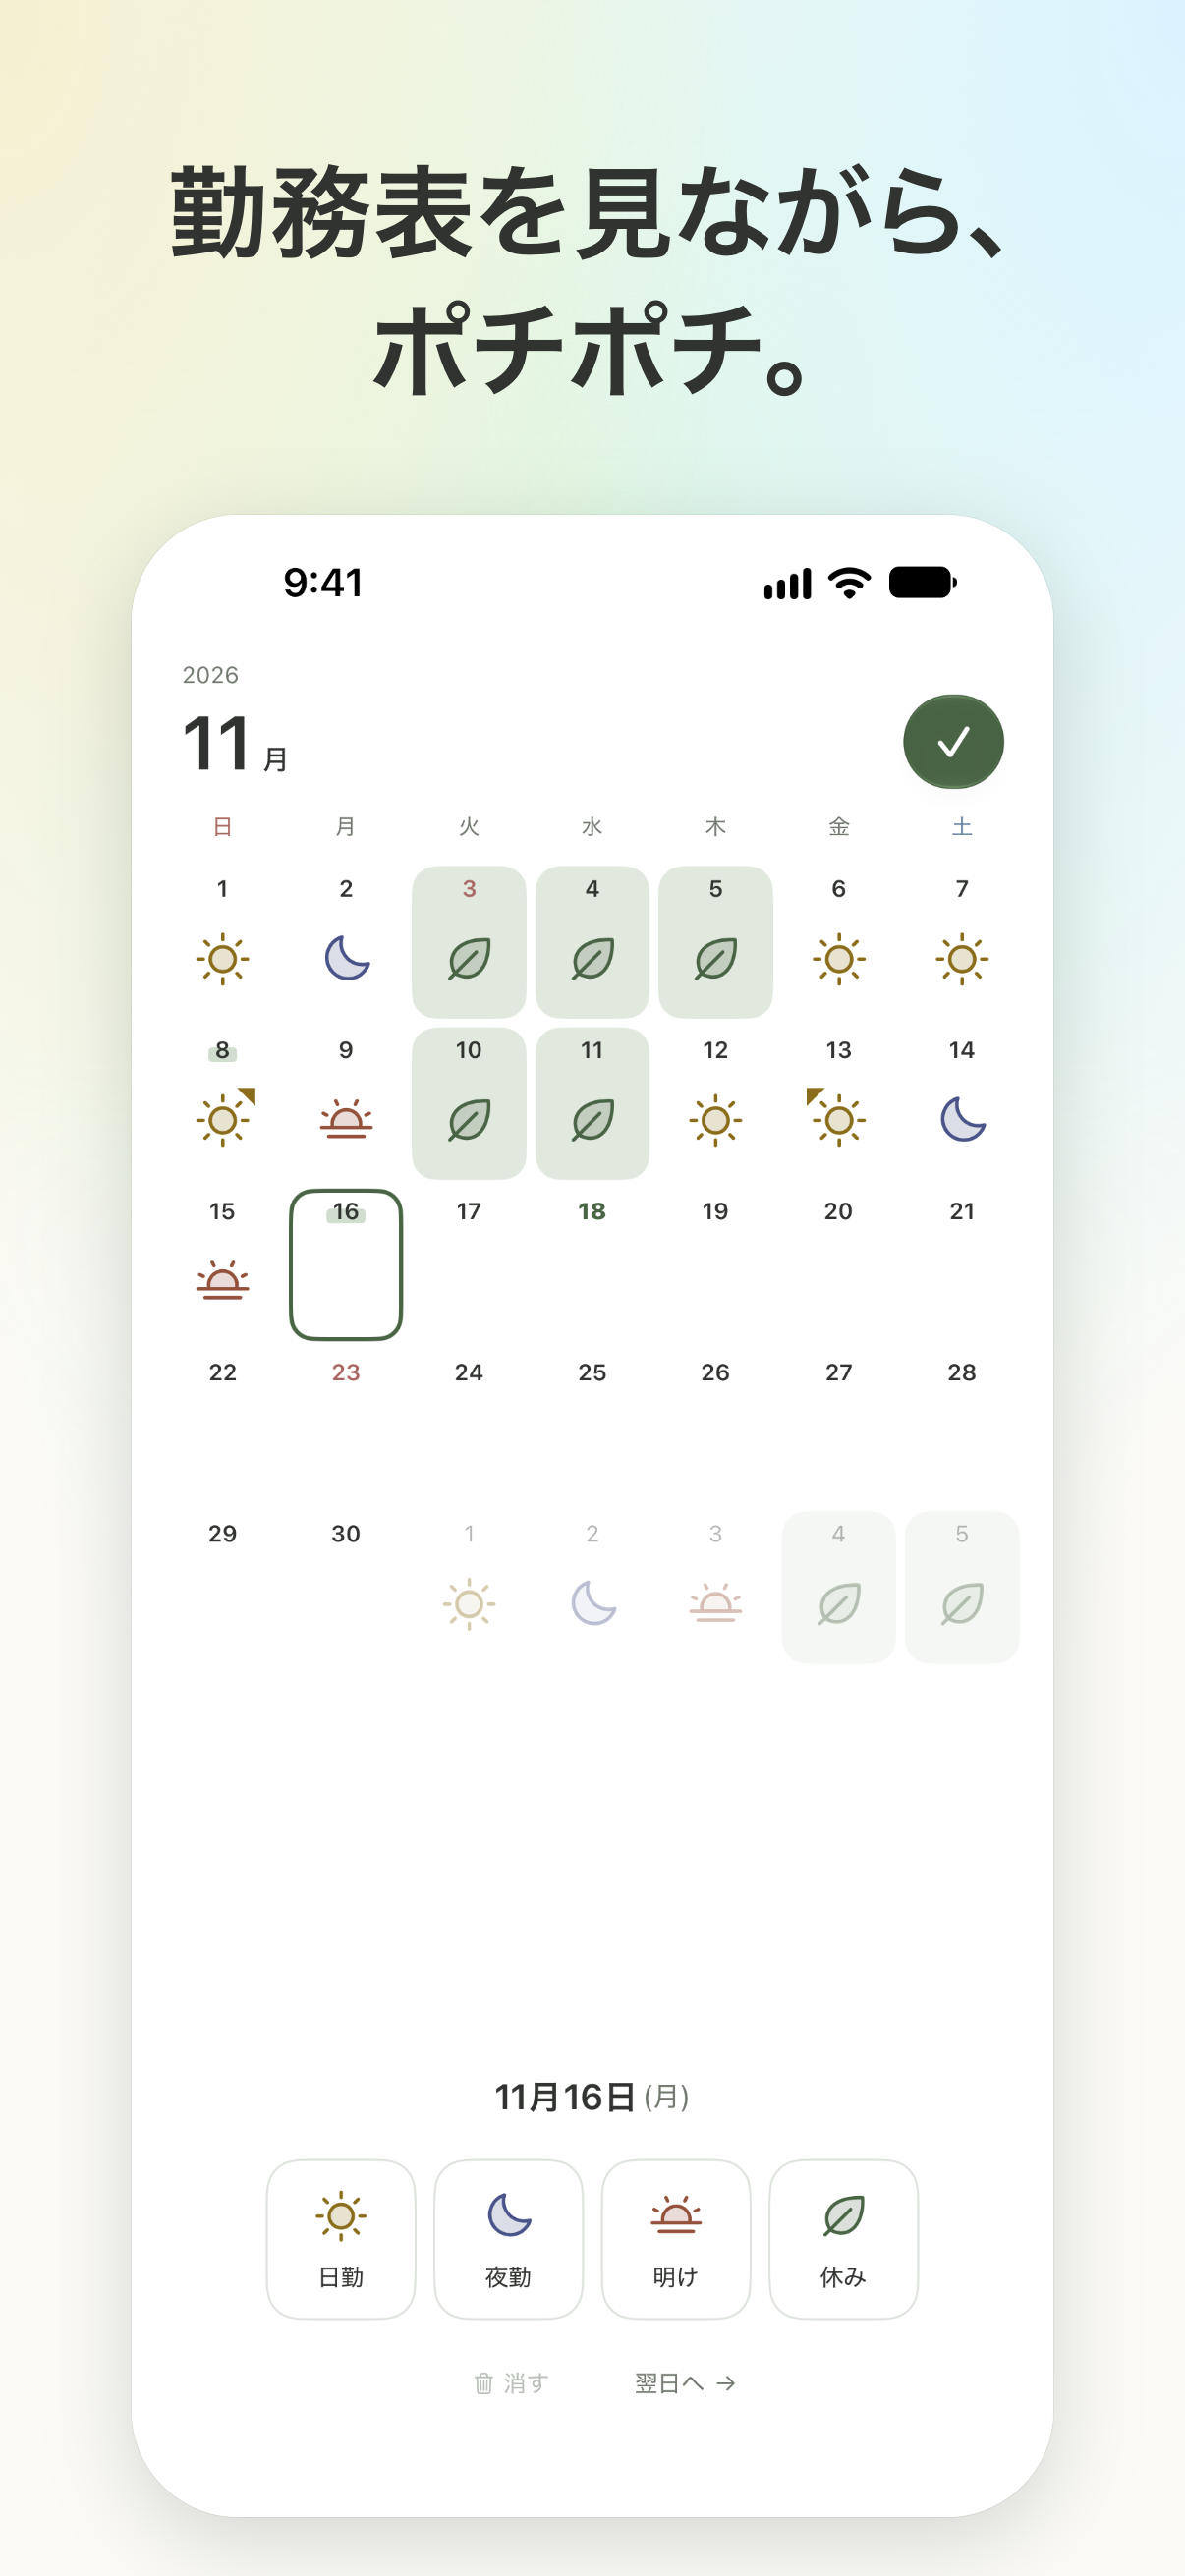 勤務表を見ながら、
ポチポチ。
9:41
2026
11月
日 月 火 水 木 金 土
1 2 3 4 5 6 7
8 9 10 11 12 13 14
15 16 17 18 19 20 21
22 23 24 25 26 27 28
29 30 1 2 3 4 5
11月16日(月)
日勤 夜勤 明け 休み
消す 翌日へ →